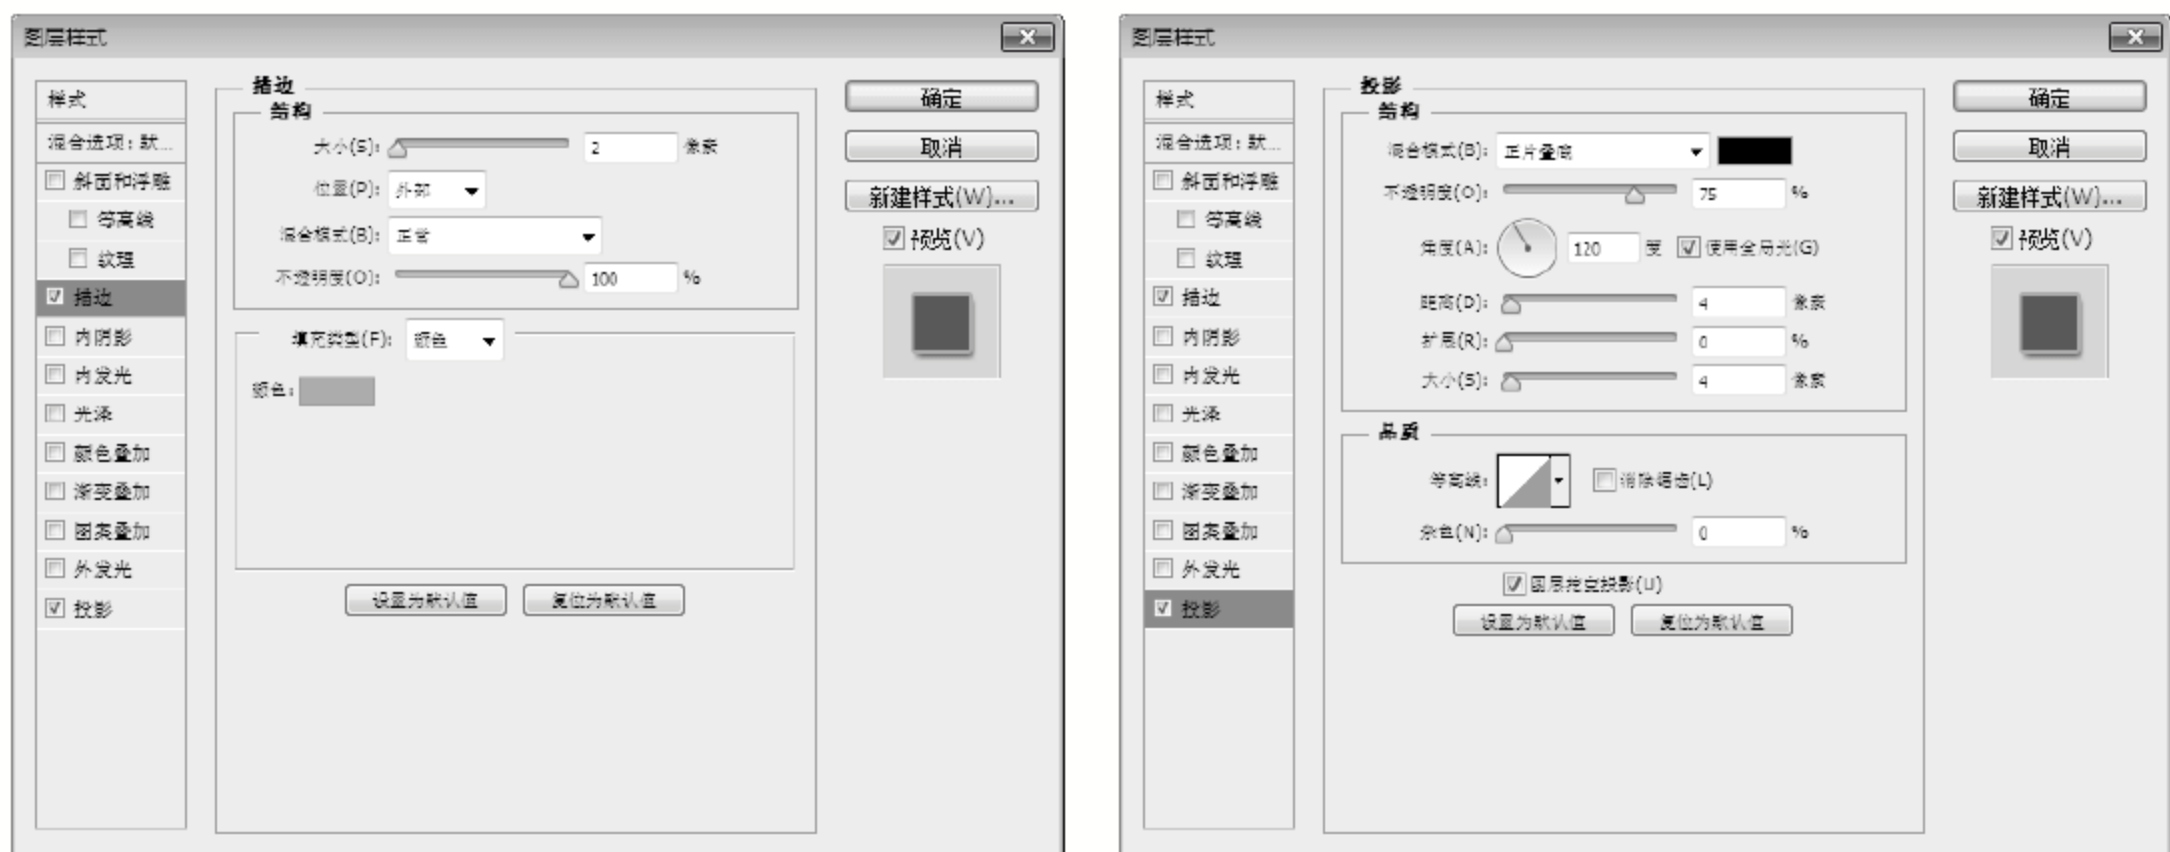 图层样式
样式
混合选项:默...
斜面和浮雕
等高线
纹理
描边
内阴影
内发光
光泽
颜色叠加
渐变叠加
图案叠加
外发光
投影
描边
结构
大小(S): 2 像素
位置(P): 外部
混合模式(B): 正常
不透明度(O): 100 %
填充类型(F): 颜色
颜色:
设置为默认值 复位为默认值
确定
取消
新建样式(W)...
预览(V)
图层样式
样式
混合选项:默...
斜面和浮雕
等高线
纹理
描边
内阴影
内发光
光泽
颜色叠加
渐变叠加
图案叠加
外发光
投影
投影
结构
混合模式(B): 正片叠底
不透明度(O): 75 %
角度(A): 120 度 使用全局光(G)
距离(D): 4 像素
扩展(R): 0 %
大小(S): 4 像素
品质
等高线: 消除锯齿(L)
杂色(N): 0 %
图层挖空投影(U)
设置为默认值 复位为默认值
确定
取消
新建样式(W)...
预览(V)